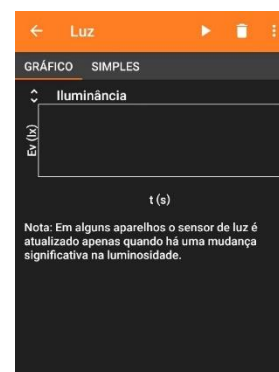 Luz
GRÁFICO SIMPLES
Iluminância
Ev (lx)
t (s)
Nota: Em alguns aparelhos o sensor de luz é
atualizado apenas quando há uma mudança
significativa na luminosidade.